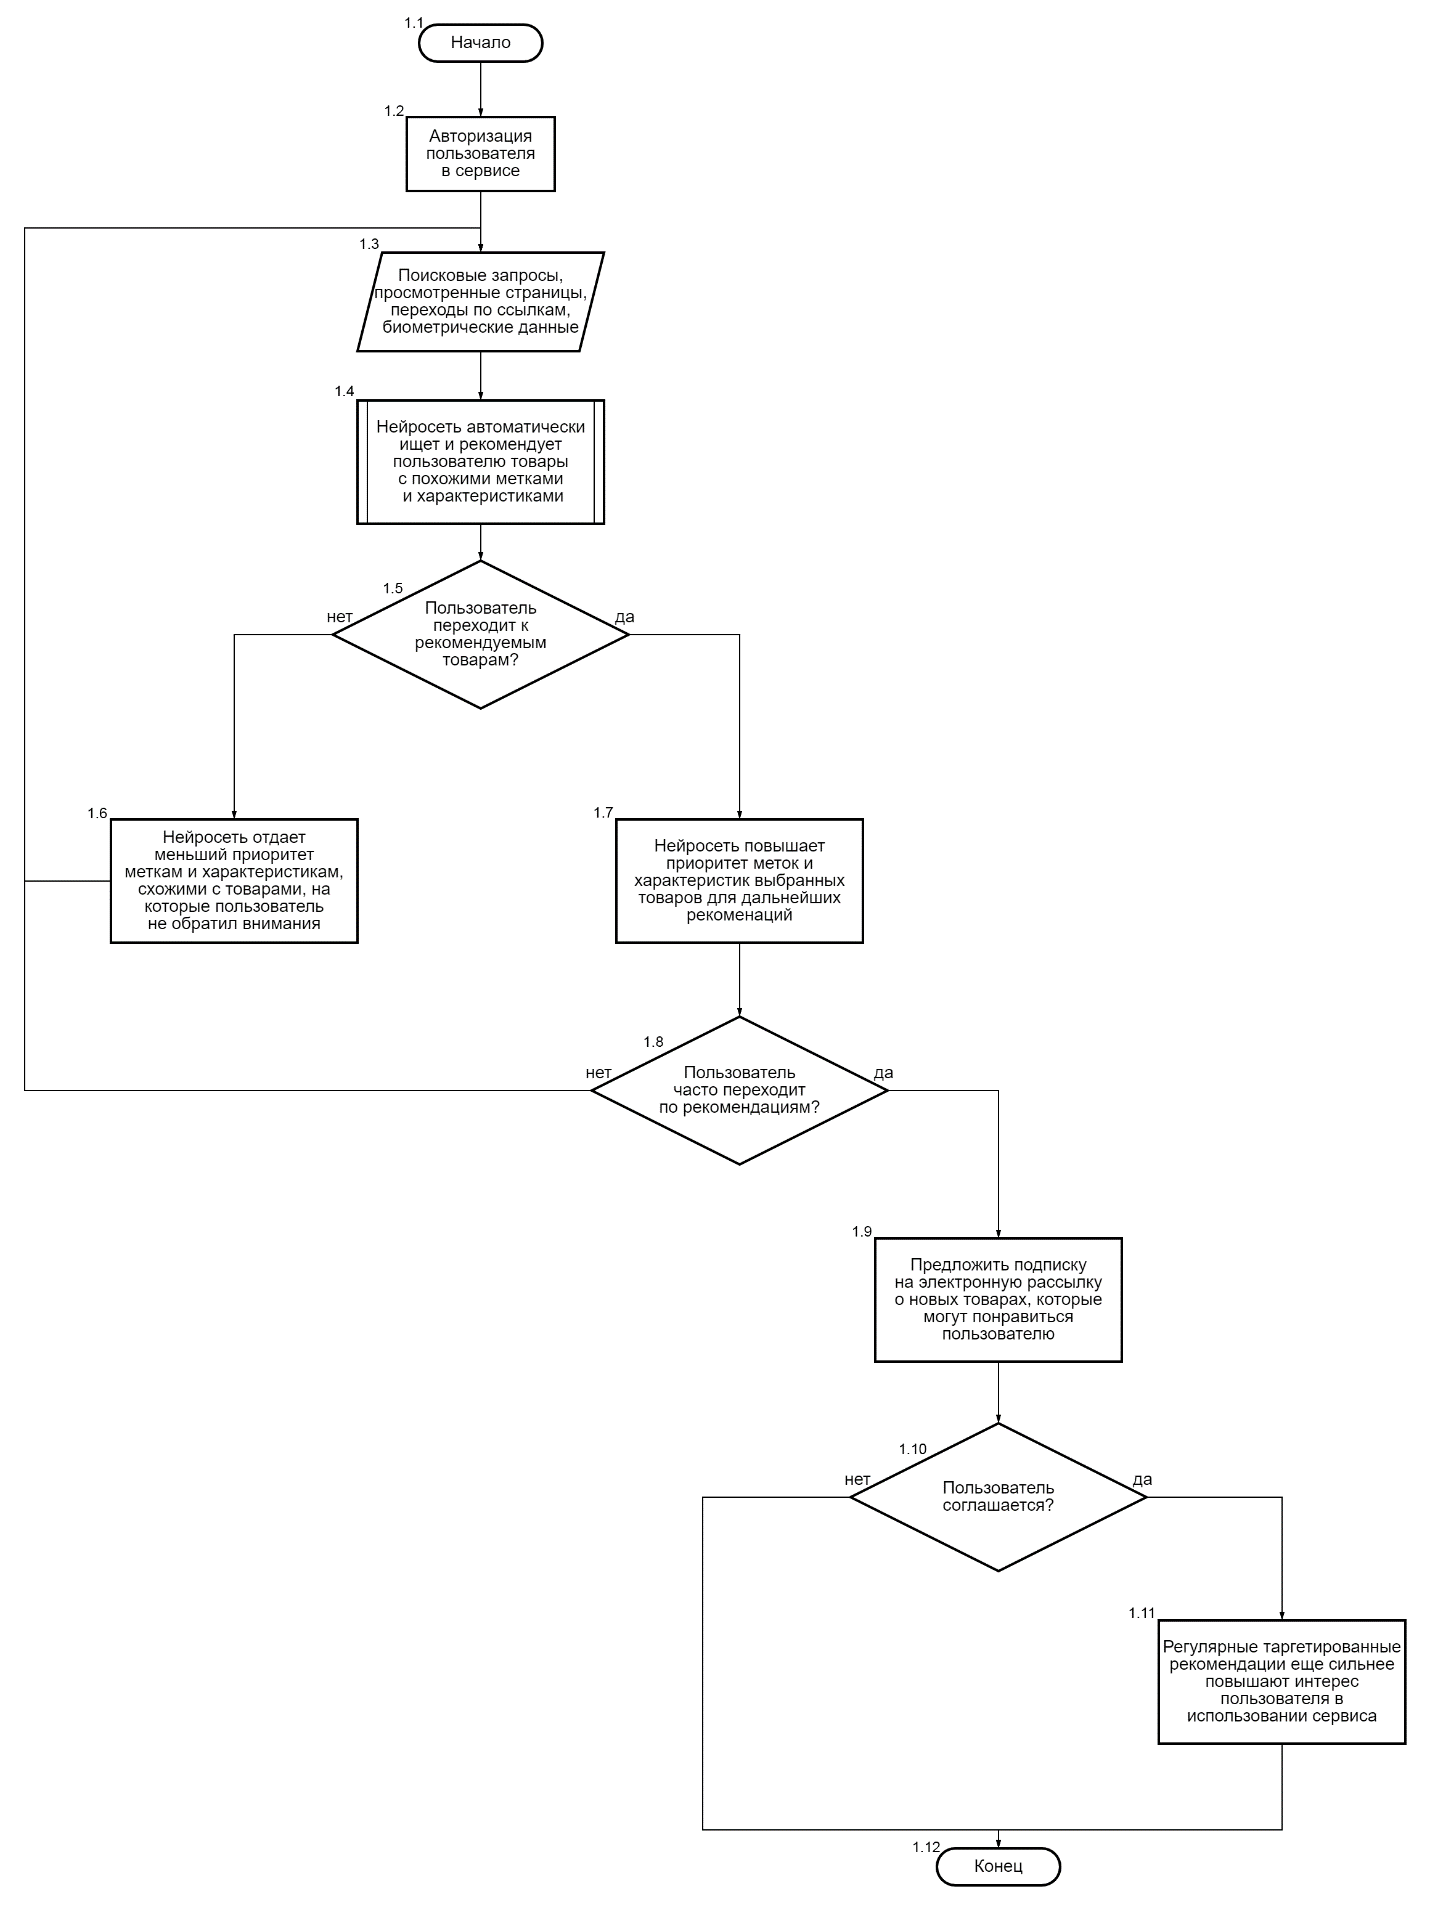 1.1
Начало
1.2
Авторизация
пользователя
в сервисе
1.3
Поисковые запросы,
просмотренные страницы,
переходы по ссылкам,
биометрические данные
1.4
Нейросеть автоматически
ищет и рекомендует
пользователю товары
с похожими метками
и характеристиками
1.5
нет
да
Пользователь
переходит к
рекомендуемым
товарам?
1.6
Нейросеть отдает
меньший приоритет
меткам и характеристикам,
схожими с товарами, на
которые пользователь
не обратил внимания
1.7
Нейросеть повышает
приоритет меток и
характеристик выбранных
товаров для дальнейших
рекоменаций
1.8
нет
да
Пользователь
часто переходит
по рекомендациям?
1.9
Предложить подписку
на электронную рассылку
о новых товарах, которые
могут понравиться
пользователю
1.10
нет
да
Пользователь
соглашается?
1.11
Регулярные таргетированные
рекомендации еще сильнее
повышают интерес
пользователя в
использовании сервиса
1.12
Конец